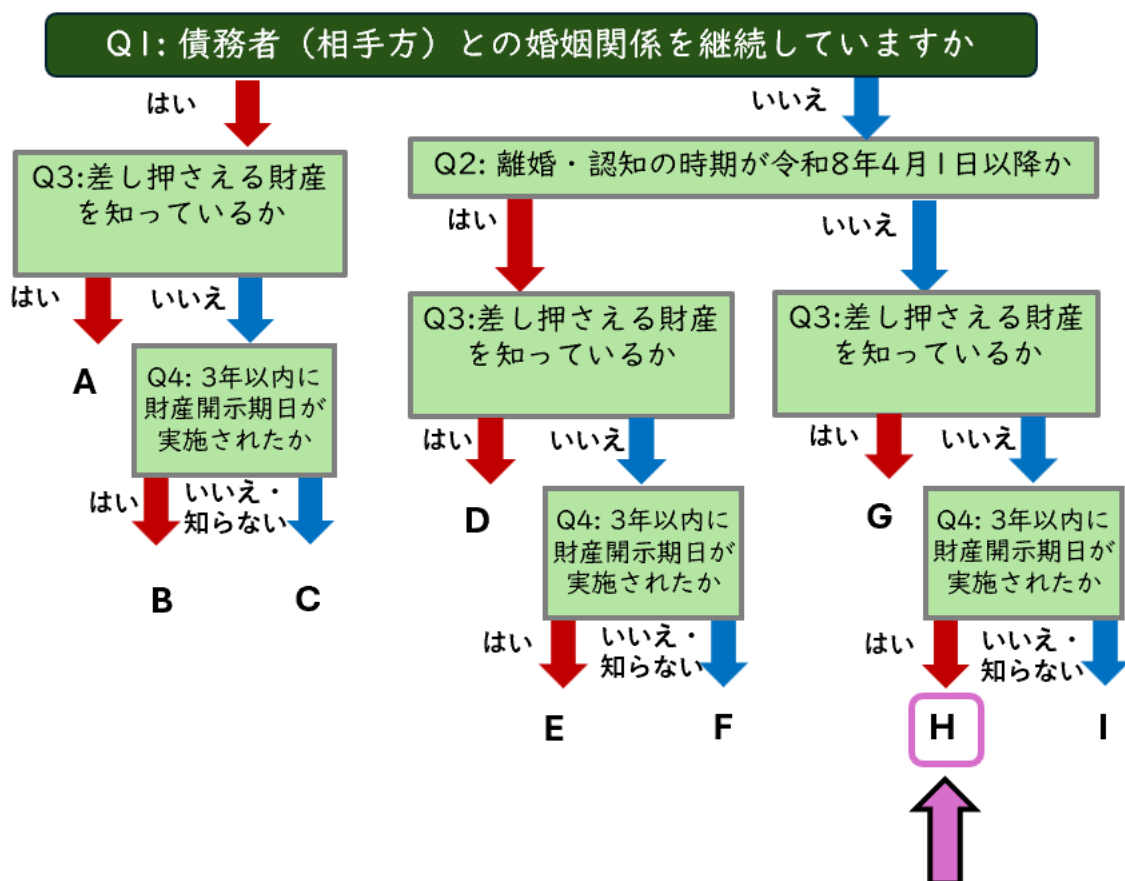 Q1: 債務者（相手方）との婚姻関係を継続していますか
はい
いいえ
Q3:差し押さえる財産
を知っているか
Q2: 離婚・認知の時期が令和8年4月1日以降か
はい
いいえ
はい
いいえ
Q3:差し押さえる財産
を知っているか
Q3:差し押さえる財産
を知っているか
A
Q4: 3年以内に
財産開示期日が
実施されたか
はい
いいえ
はい
いいえ
はい
いいえ・
知らない
D
G
Q4: 3年以内に
財産開示期日が
実施されたか
Q4: 3年以内に
財産開示期日が
実施されたか
B
C
はい
いいえ・
知らない
はい
いいえ・
知らない
E
F
H
I